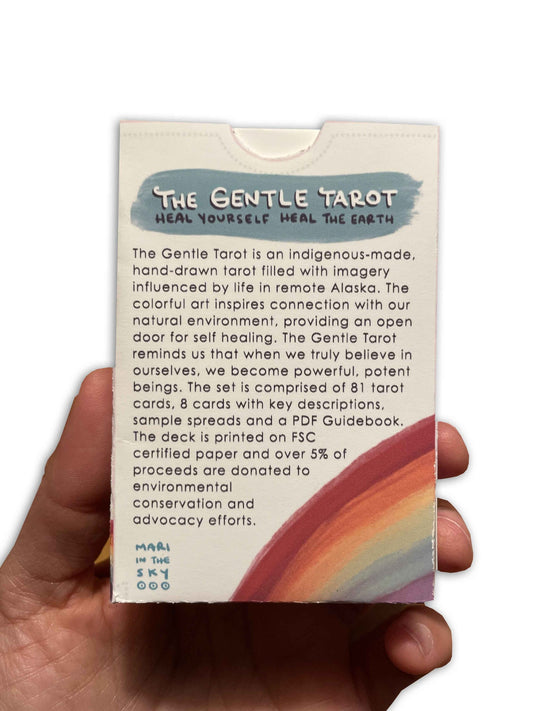 THE GENTLE TAROT
HEAL YOURSELF HEAL THE EARTH
The Gentle Tarot is an indigenous-made,
hand-drawn tarot filled with imagery
influenced by life in remote Alaska. The
colorful art inspires connection with our
natural environment, providing an open
door for self healing. The Gentle Tarot
reminds us that when we truly believe in
ourselves, we become powerful, potent
beings. The set is comprised of 81 tarot
cards, 8 cards with key descriptions,
sample spreads and a PDF Guidebook.
The deck is printed on FSC
certified paper and over 5% of
proceeds are donated to
environmental
conservation and
advocacy efforts.
MARI
IN THE
SKY